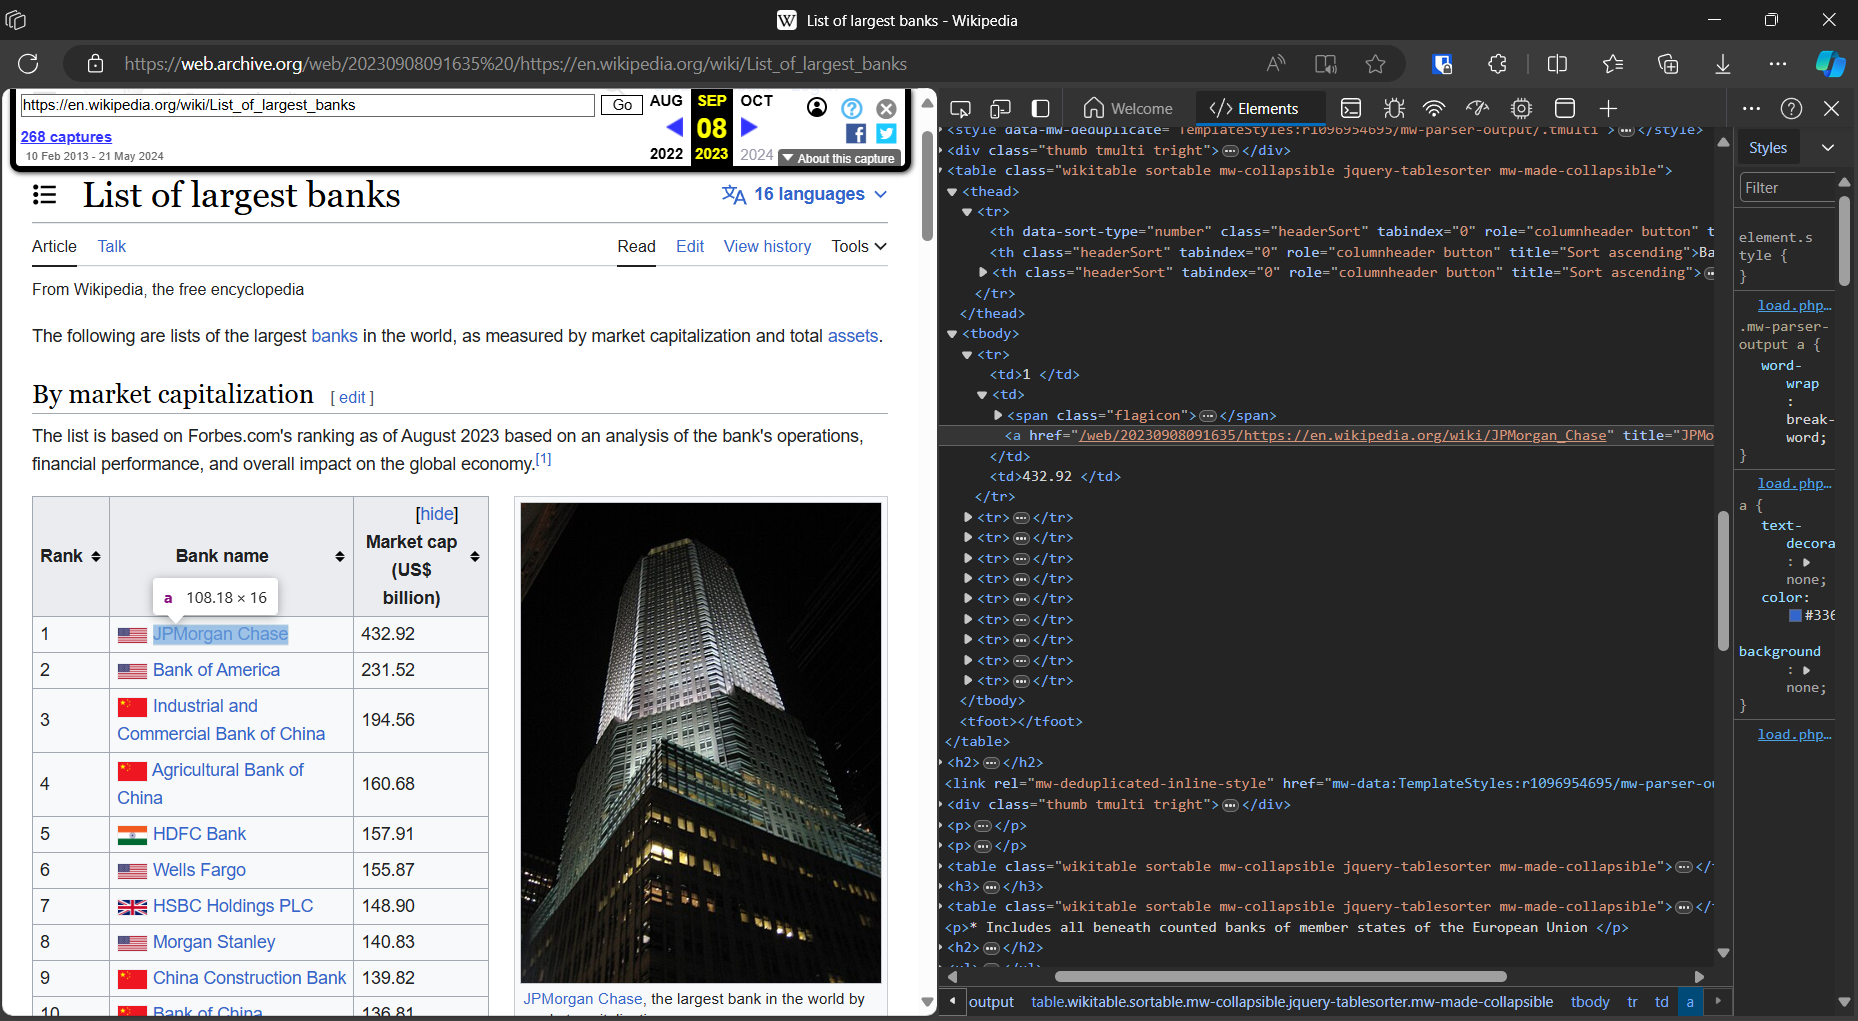 List of largest banks - Wikipedia
https://web.archive.org/web/20230908091635%20/https://en.wikipedia.org/wiki/List_of_largest_banks
https://en.wikipedia.org/wiki/List_of_largest_banks
Go
AUG SEP OCT
08
2022 2023 2024
268 captures
10 Feb 2013 - 21 May 2024
About this capture
List of largest banks
16 languages
Article Talk
Read Edit View history Tools
From Wikipedia, the free encyclopedia
The following are lists of the largest banks in the world, as measured by market capitalization and total assets.
By market capitalization [ edit ]
The list is based on Forbes.com's ranking as of August 2023 based on an analysis of the bank's operations,
financial performance, and overall impact on the global economy.[1]
[hide]
Rank Bank name Market cap
(US$
billion)
a 108.18 × 16
1 JPMorgan Chase 432.92
2 Bank of America 231.52
3 Industrial and
Commercial Bank of China 194.56
4 Agricultural Bank of
China 160.68
5 HDFC Bank 157.91
6 Wells Fargo 155.87
7 HSBC Holdings PLC 148.90
8 Morgan Stanley 140.83
9 China Construction Bank 139.82
10 Bank of China 136.81
JPMorgan Chase, the largest bank in the world by
Welcome
</> Elements
<style data-mw-deduplicate="TemplateStyles:r1096954695/mw-parser-output/.tmulti">…</style>
<div class="thumb tmulti tright">…</div>
<table class="wikitable sortable mw-collapsible jquery-tablesorter mw-made-collapsible">
<thead>
<tr>
<th data-sort-type="number" class="headerSort" tabindex="0" role="columnheader button" t
<th class="headerSort" tabindex="0" role="columnheader button" title="Sort ascending">Ba
<th class="headerSort" tabindex="0" role="columnheader button" title="Sort ascending">…
</tr>
</thead>
<tbody>
<tr>
<td>1 </td>
<td>
<span class="flagicon">…</span>
<a href="/web/20230908091635/https://en.wikipedia.org/wiki/JPMorgan_Chase" title="JPMo
</td>
<td>432.92 </td>
</tr>
<tr>…</tr>
<tr>…</tr>
<tr>…</tr>
<tr>…</tr>
<tr>…</tr>
<tr>…</tr>
<tr>…</tr>
<tr>…</tr>
<tr>…</tr>
</tbody>
<tfoot></tfoot>
</table>
<h2>…</h2>
<link rel="mw-deduplicated-inline-style" href="mw-data:TemplateStyles:r1096954695/mw-parser-ou
<div class="thumb tmulti tright">…</div>
<p>…</p>
<p>…</p>
<table class="wikitable sortable mw-collapsible jquery-tablesorter mw-made-collapsible">…</t
<h3>…</h3>
<table class="wikitable sortable mw-collapsible jquery-tablesorter mw-made-collapsible">…</t
<p>* Includes all beneath counted banks of member states of the European Union </p>
<h2>…</h2>
output table.wikitable.sortable.mw-collapsible.jquery-tablesorter.mw-made-collapsible tbody tr td a
Styles
Filter
element.s
tyle {
}
load.php…
.mw-parser-
output a {
word-
wrap
:
break-
word;
}
load.php…
a {
text-
decora
:
none;
color:
#336
background
:
none;
}
load.php…